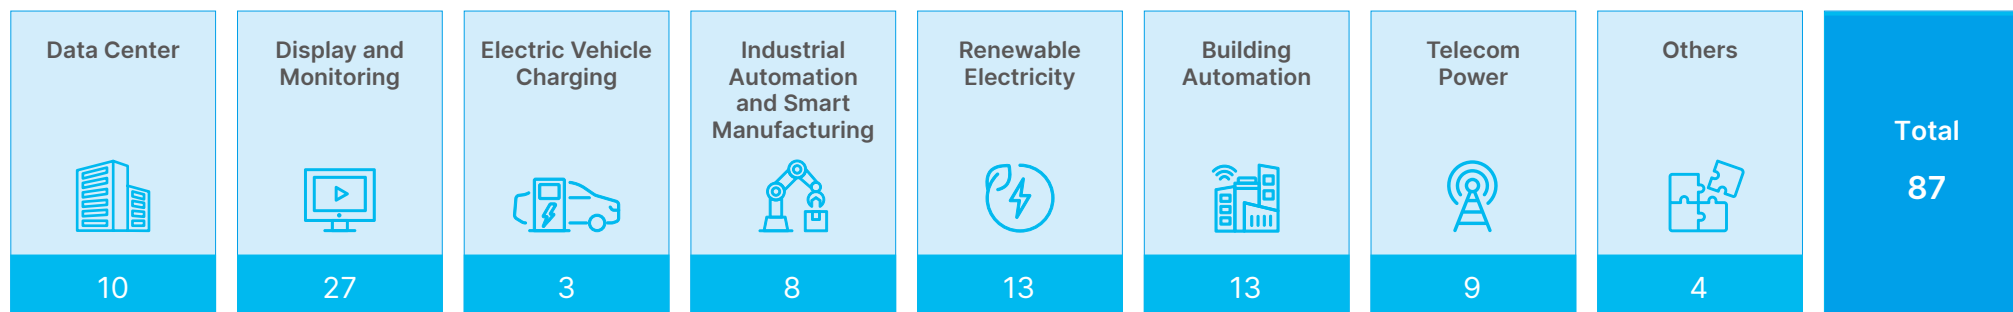 Data Center
10
Display and
Monitoring
27
Electric Vehicle
Charging
3
Industrial
Automation
and Smart
Manufacturing
8
Renewable
Electricity
13
Building
Automation
13
Telecom
Power
9
Others
4
Total
87